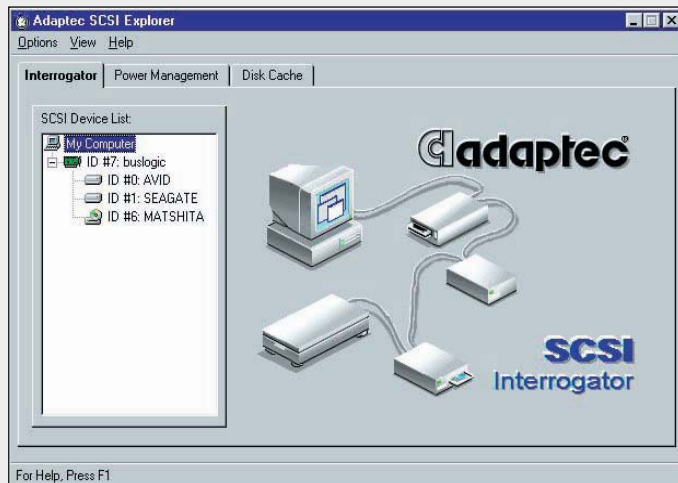 Adaptec SCSI Explorer
Options View Help
Interrogator Power Management Disk Cache
SCSI Device List:
My Computer
ID #7: buslogic
ID #0: AVID
ID #1: SEAGATE
ID #6: MATSHITA
adaptec®
SCSI
Interrogator
For Help, Press F1